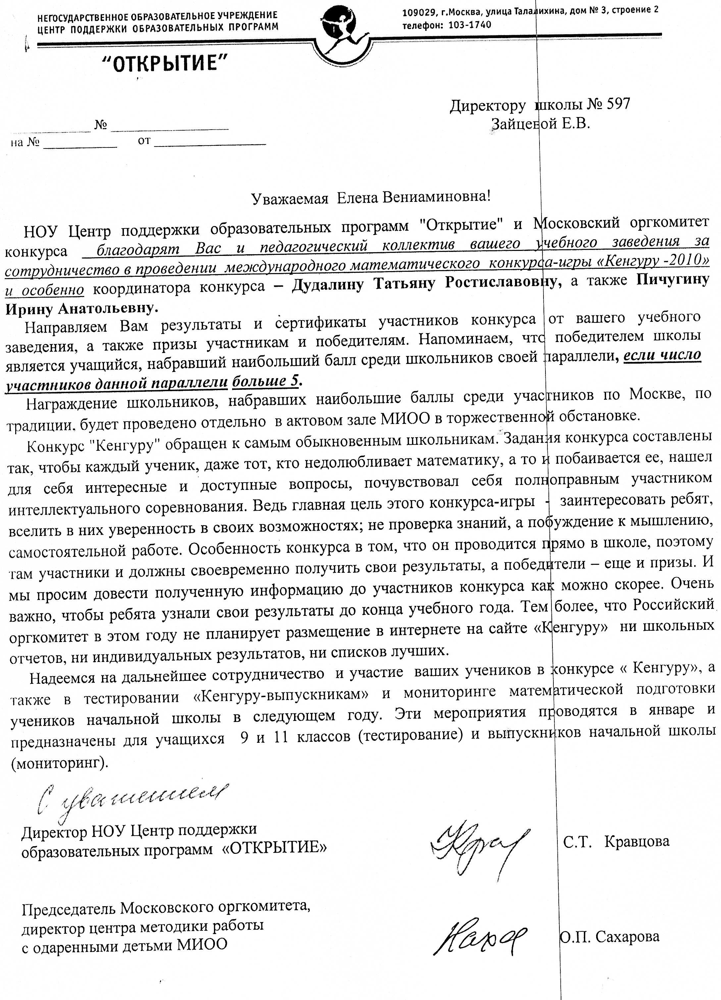 НЕГОСУДАРСТВЕННОЕ ОБРАЗОВАТЕЛЬНОЕ УЧРЕЖДЕНИЕ
ЦЕНТР ПОДДЕРЖКИ ОБРАЗОВАТЕЛЬНЫХ ПРОГРАММ
"ОТКРЫТИЕ"
109029, г.Москва, улица Талалихина, дом № 3, строение 2
телефон: 103-1740
Директору школы № 597
Зайцевой Е.В.
____________ № __________________
на № ___________ от _________________
Уважаемая Елена Вениаминовна!
НОУ Центр поддержки образовательных программ "Открытие" и Московский оргкомитет
конкурса благодарят Вас и педагогический коллектив вашего учебного заведения за
сотрудничество в проведении международного математического конкурса-игры «Кенгуру -2010»
и особенно координатора конкурса – Дудалину Татьяну Ростиславовну, а также Пичугину
Ирину Анатольевну.
Направляем Вам результаты и сертификаты участников конкурса от вашего учебного
заведения, а также призы участникам и победителям. Напоминаем, что победителем школы
является учащийся, набравший наибольший балл среди школьников своей параллели, если число
участников данной параллели больше 5.
Награждение школьников, набравших наибольшие баллы среди участников по Москве, по
традиции, будет проведено отдельно в актовом зале МИОО в торжественной обстановке.
Конкурс "Кенгуру" обращен к самым обыкновенным школьникам. Задания конкурса составлены
так, чтобы каждый ученик, даже тот, кто недолюбливает математику, а то и побаивается ее, нашел
для себя интересные и доступные вопросы, почувствовал себя полноправным участником
интеллектуального соревнования. Ведь главная цель этого конкурса-игры - заинтересовать ребят,
вселить в них уверенность в своих возможностях; не проверка знаний, а побуждение к мышлению,
самостоятельной работе. Особенность конкурса в том, что он проводится прямо в школе, поэтому
там участники и должны своевременно получить свои результаты, а победители – еще и призы. И
мы просим довести полученную информацию до участников конкурса как можно скорее. Очень
важно, чтобы ребята узнали свои результаты до конца учебного года. Тем более, что Российский
оргкомитет в этом году не планирует размещение в интернете на сайте «Кенгуру» ни школьных
отчетов, ни индивидуальных результатов, ни списков лучших.
Надеемся на дальнейшее сотрудничество и участие ваших учеников в конкурсе « Кенгуру», а
также в тестировании «Кенгуру-выпускникам» и мониторинге математической подготовки
учеников начальной школы в следующем году. Эти мероприятия проводятся в январе и
предназначены для учащихся 9 и 11 классов (тестирование) и выпускников начальной школы
(мониторинг).
С уважением
Директор НОУ Центр поддержки
образовательных программ «ОТКРЫТИЕ»
С.Т. Кравцова
Председатель Московского оргкомитета,
директор центра методики работы
с одаренными детьми МИОО
О.П. Сахарова